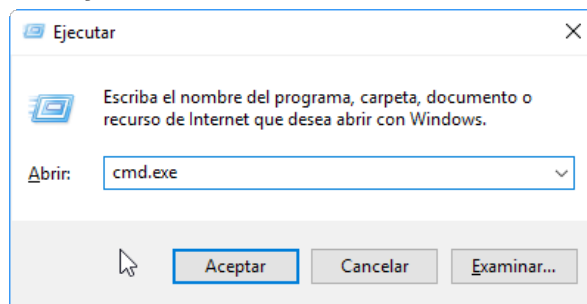 Ejecutar
Escriba el nombre del programa, carpeta, documento o
recurso de Internet que desea abrir con Windows.
Abrir: cmd.exe
Aceptar Cancelar Examinar...